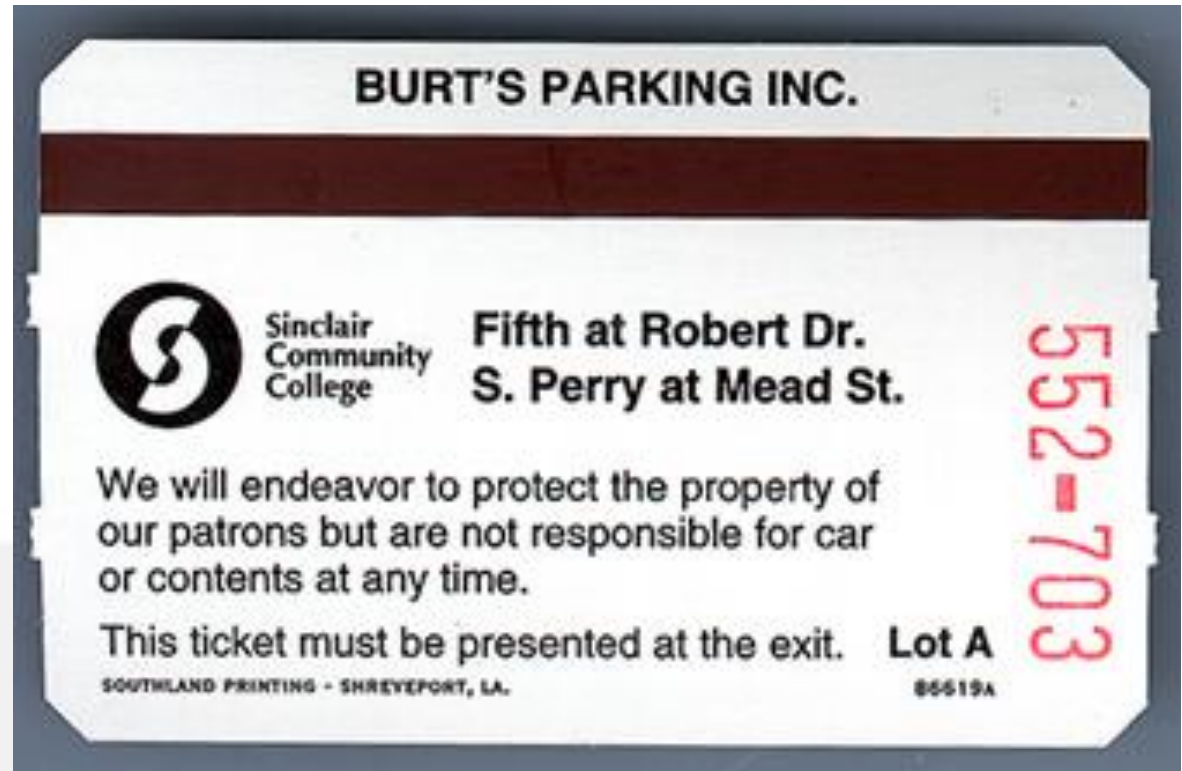 BURT'S PARKING INC.
Sinclair
Community
College
Fifth at Robert Dr.
S. Perry at Mead St.
We will endeavor to protect the property of
our patrons but are not responsible for car
or contents at any time.
This ticket must be presented at the exit. Lot A
SOUTHLAND PRINTING - SHREVEPORT, LA. 86619A
552-703